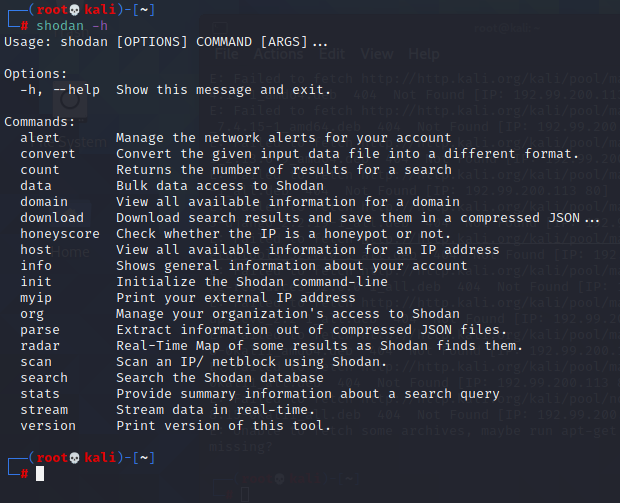 ┌──(root💀kali)-[~]
└─# shodan -h
Usage: shodan [OPTIONS] COMMAND [ARGS]...
Options:
-h, --help Show this message and exit.
Commands:
alert Manage the network alerts for your account
convert Convert the given input data file into a different format.
count Returns the number of results for a search
data Bulk data access to Shodan
domain View all available information for a domain
download Download search results and save them in a compressed JSON...
honeyscore Check whether the IP is a honeypot or not.
host View all available information for an IP address
info Shows general information about your account
init Initialize the Shodan command-line
myip Print your external IP address
org Manage your organization's access to Shodan
parse Extract information out of compressed JSON files.
radar Real-Time Map of some results as Shodan finds them.
scan Scan an IP/ netblock using Shodan.
search Search the Shodan database
stats Provide summary information about a search query
stream Stream data in real-time.
version Print version of this tool.
┌──(root💀kali)-[~]
└─#
File Actions Edit View Help